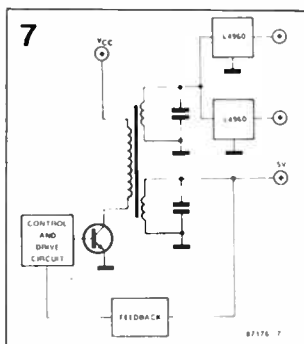 7
VCC
L4960
L4960
5V
CONTROL
AND
DRIVE
CIRCUIT
FEEDBACK
87176 7